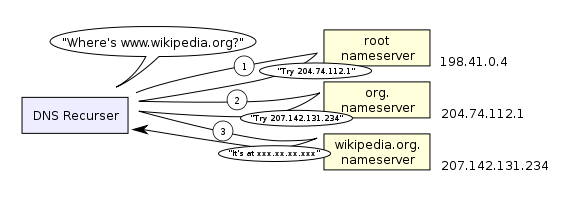 "Where's www.wikipedia.org?"
DNS Recurser
1
root
nameserver
198.41.0.4
"Try 204.74.112.1"
2
org.
nameserver
204.74.112.1
"Try 207.142.131.234"
3
wikipedia.org.
nameserver
207.142.131.234
"It's at xxx.xx.xx.xxx"